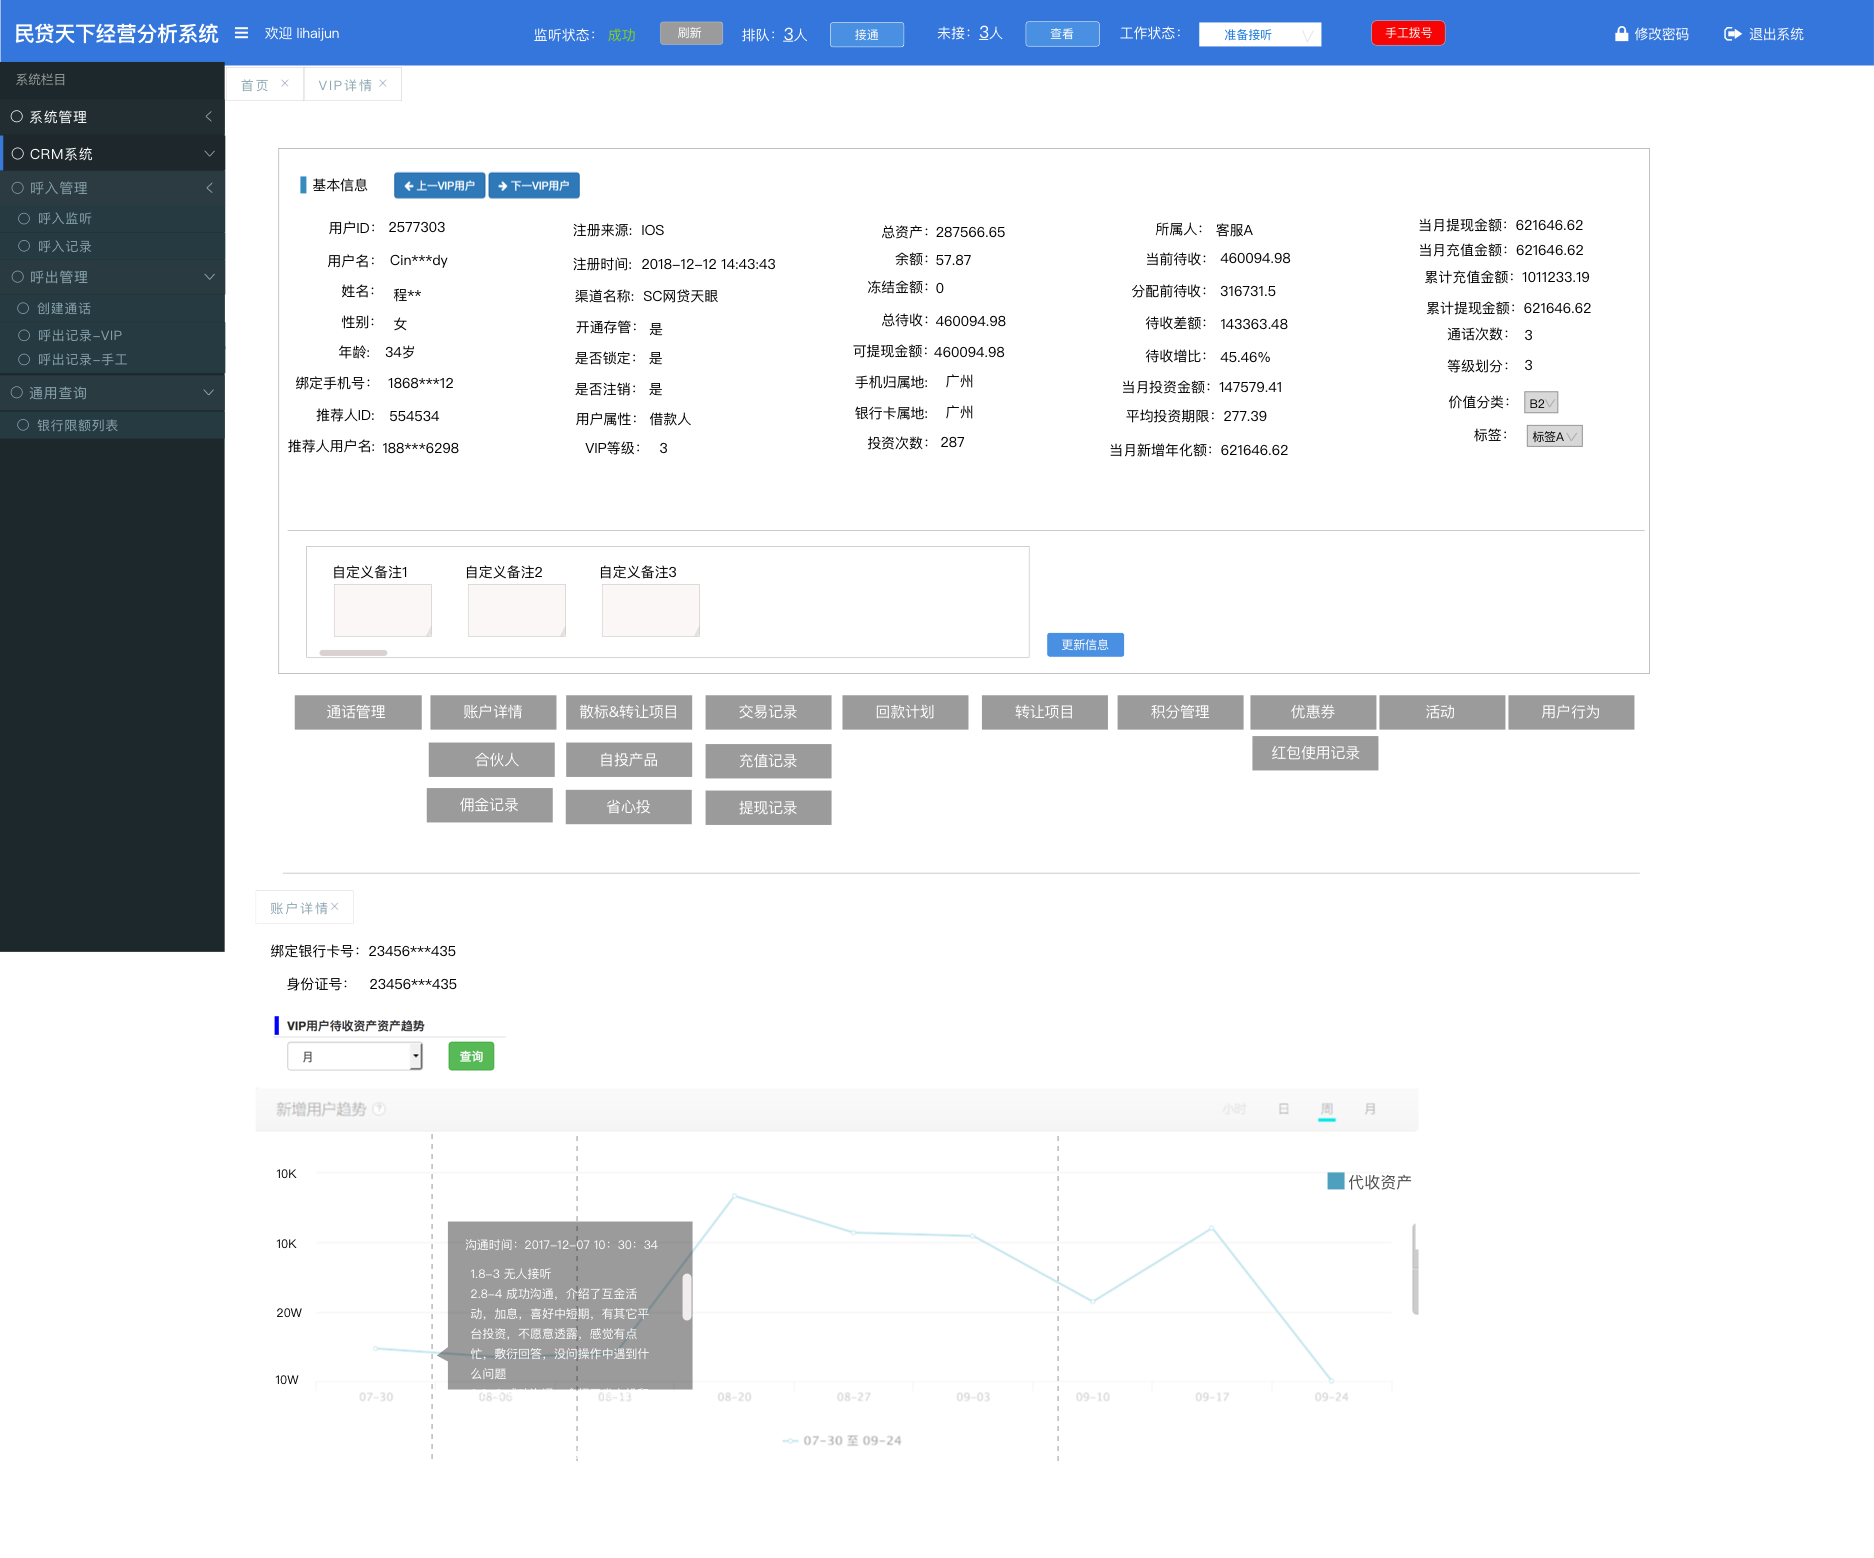 民贷天下经营分析系统 欢迎 lihaijun 监听状态： 成功 刷新 排队：3人 接通 未接：3人 查看 工作状态： 准备接听 手工拨号 修改密码 退出系统
系统栏目
系统管理
CRM系统
呼入管理
呼入监听
呼入记录
呼出管理
创建通话
呼出记录-VIP
呼出记录-手工
通用查询
银行限额列表
首页 VIP详情
基本信息 上一VIP用户 下一VIP用户
用户ID： 2577303
用户名： Cin***dy
姓名： 程**
性别： 女
年龄： 34岁
绑定手机号： 1868***12
推荐人ID: 554534
推荐人用户名: 188***6298
注册来源: IOS
注册时间: 2018-12-12 14:43:43
渠道名称: SC网贷天眼
开通存管： 是
是否锁定： 是
是否注销： 是
用户属性： 借款人
VIP等级： 3
总资产：287566.65
余额：57.87
冻结金额：0
总待收：460094.98
可提现金额：460094.98
手机归属地: 广州
银行卡属地: 广州
投资次数： 287
所属人： 客服A
当前待收： 460094.98
分配前待收： 316731.5
待收差额： 143363.48
待收增比： 45.46%
当月投资金额：147579.41
平均投资期限：277.39
当月新增年化额：621646.62
当月提现金额：621646.62
当月充值金额：621646.62
累计充值金额：1011233.19
累计提现金额：621646.62
通话次数： 3
等级划分： 3
价值分类： B2
标签： 标签A
自定义备注1 自定义备注2 自定义备注3
更新信息
通话管理 账户详情 散标&转让项目 交易记录 回款计划 转让项目 积分管理 优惠券 活动 用户行为
合伙人 自投产品 充值记录 红包使用记录
佣金记录 省心投 提现记录
账户详情
绑定银行卡号：23456***435
身份证号： 23456***435
VIP用户待收资产资产趋势
月 查询
新增用户趋势 ? 小时 日 周 月
10K
10K
20W
10W
代收资产
沟通时间：2017-12-07 10：30：34
1.8-3 无人接听
2.8-4 成功沟通，介绍了互金活
动，加息，喜好中短期，有其它平
台投资，不愿意透露，感觉有点
忙，敷衍回答，没问操作中遇到什
么问题
07-30 08-06 08-13 08-20 08-27 09-03 09-10 09-17 09-24
07-30 至 09-24